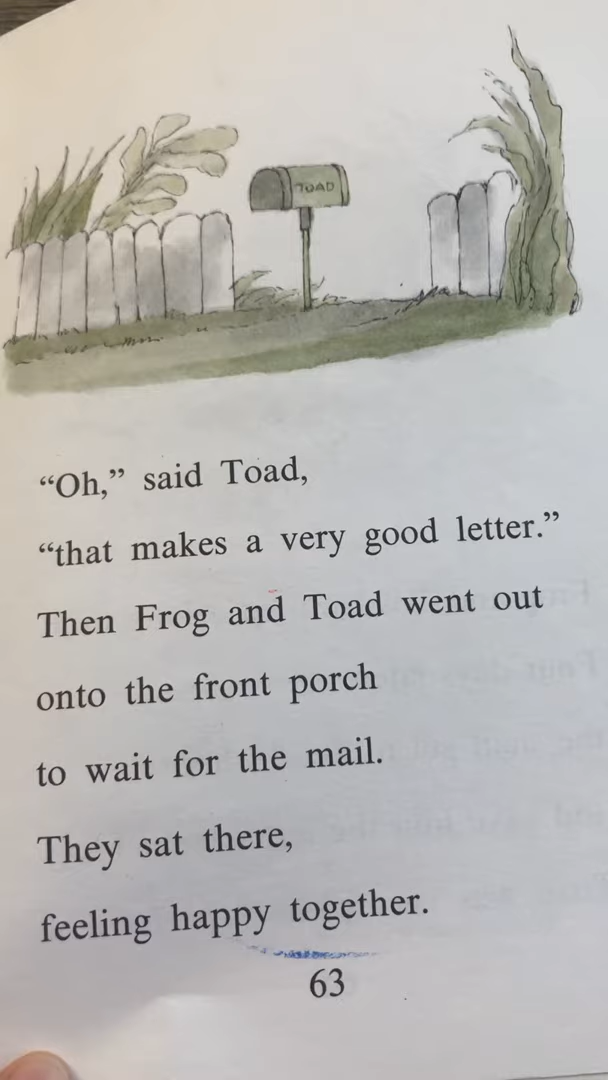 TOAD
“Oh,” said Toad,
“that makes a very good letter.”
Then Frog and Toad went out
onto the front porch
to wait for the mail.
They sat there,
feeling happy together.
63